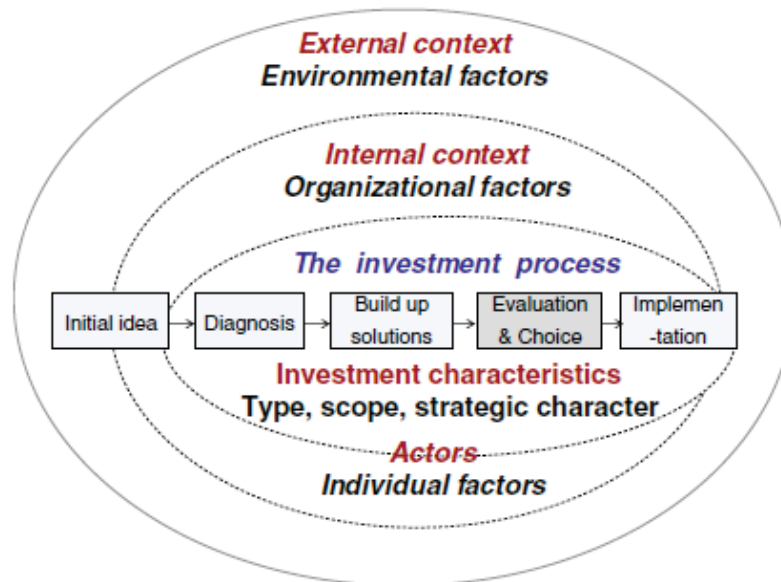 External context
Environmental factors
Internal context
Organizational factors
The investment process
Initial idea
Diagnosis
Build up
solutions
Evaluation
& Choice
Implemen
-tation
Investment characteristics
Type, scope, strategic character
Actors
Individual factors